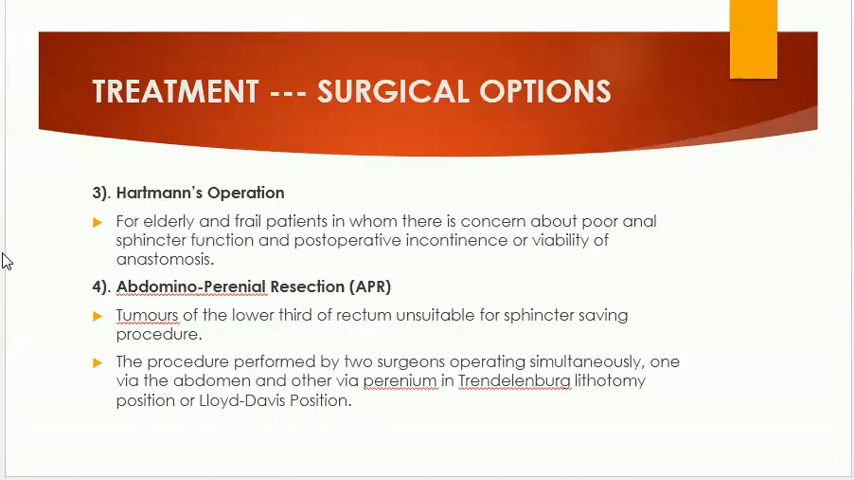 TREATMENT --- SURGICAL OPTIONS
3). Hartmann's Operation
For elderly and frail patients in whom there is concern about poor anal
sphincter function and postoperative incontinence or viability of
anastomosis.
4). Abdomino-Perenial Resection (APR)
Tumours of the lower third of rectum unsuitable for sphincter saving
procedure.
The procedure performed by two surgeons operating simultaneously, one
via the abdomen and other via perenium in Trendelenburg lithotomy
position or Lloyd-Davis Position.